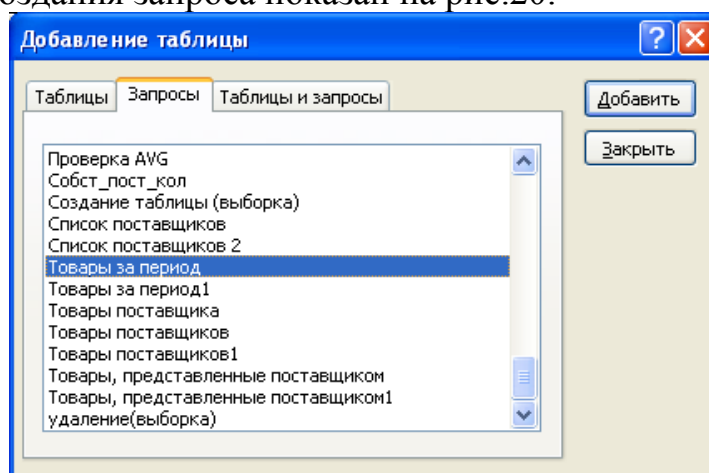 оздания запроса показан на рис.20.
Добавление таблицы
Таблицы Запросы Таблицы и запросы
Добавить
Закрыть
Проверка AVG
Собст_пост_кол
Создание таблицы (выборка)
Список поставщиков
Список поставщиков 2
Товары за период
Товары за период1
Товары поставщика
Товары поставщиков
Товары поставщиков1
Товары, представленные поставщиком
Товары, представленные поставщиком1
удаление(выборка)